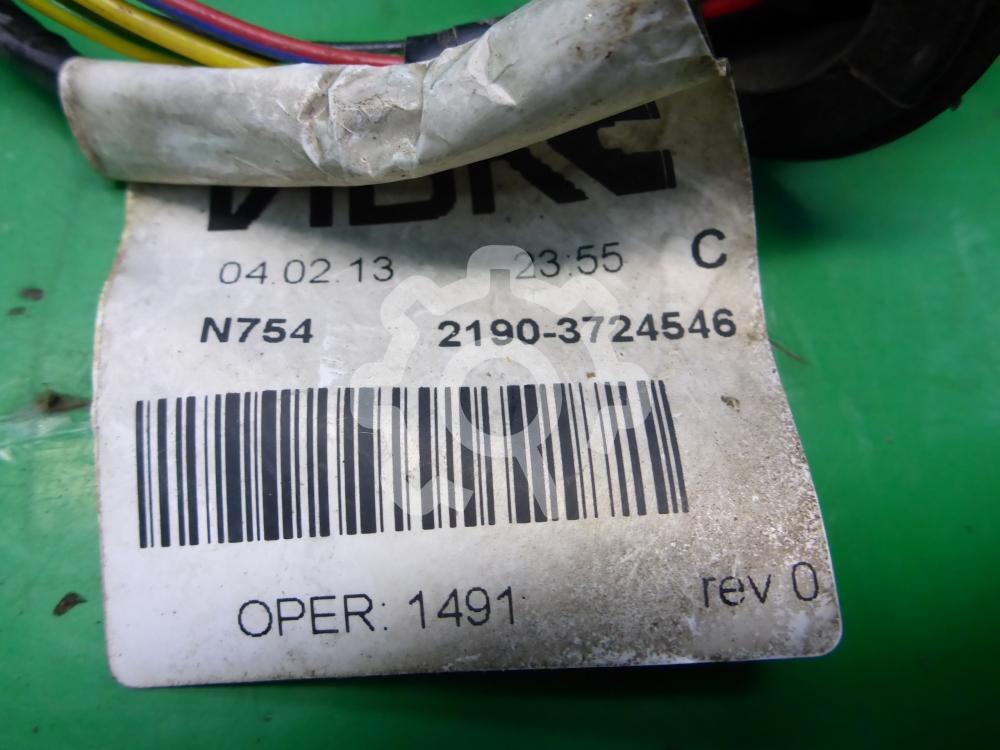 04.02.13 23:55 C
N754 2190-3724546
OPER: 1491 rev 0